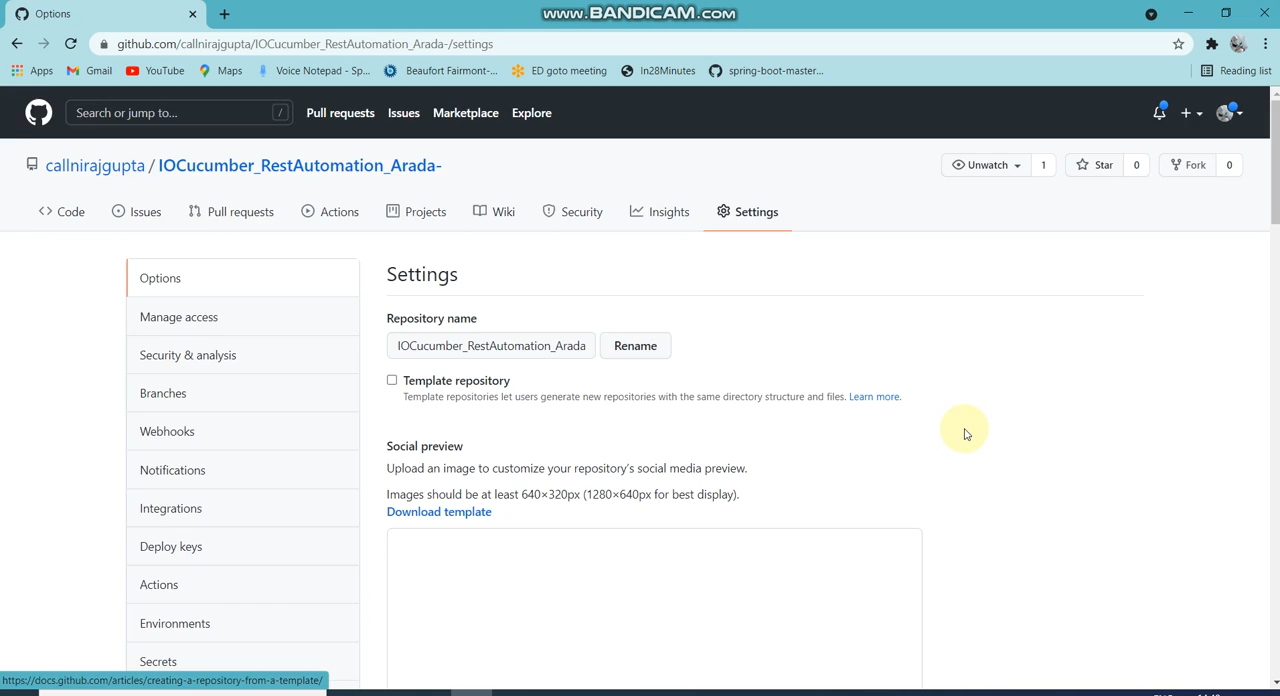 Options
www.BANDICAM.com
github.com/callnirajgupta/IOCucumber_RestAutomation_Arada-/settings
Apps
Gmail
YouTube
Maps
Voice Notepad - Sp...
Beaufort Fairmont-...
ED goto meeting
In28Minutes
spring-boot-master...
Reading list
Search or jump to...
/
Pull requests
Issues
Marketplace
Explore
callnirajgupta / IOCucumber_RestAutomation_Arada-
Unwatch
1
Star
0
Fork
0
Code
Issues
Pull requests
Actions
Projects
Wiki
Security
Insights
Settings
Options
Manage access
Security & analysis
Branches
Webhooks
Notifications
Integrations
Deploy keys
Actions
Environments
Secrets
Settings
Repository name
IOCucumber_RestAutomation_Arada
Rename
Template repository
Template repositories let users generate new repositories with the same directory structure and files. Learn more.
Social preview
Upload an image to customize your repository's social media preview.
Images should be at least 640×320px (1280×640px for best display).
Download template
https://docs.github.com/articles/creating-a-repository-from-a-template/